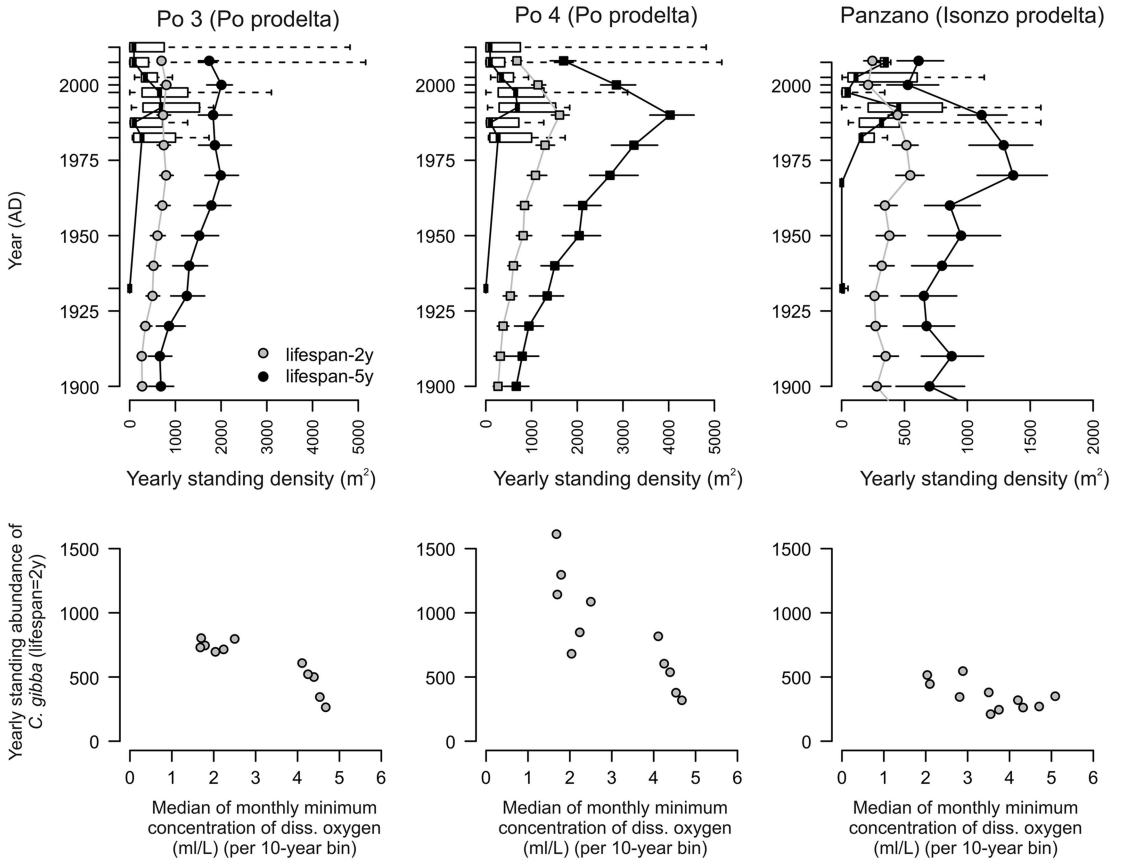 Po 3 (Po prodelta)
Po 4 (Po prodelta)
Panzano (Isonzo prodelta)
Year (AD)
2000
1975
1950
1925
1900
lifespan-2y
lifespan-5y
0 1000 2000 3000 4000 5000
Yearly standing density (m²)
2000
1975
1950
1925
1900
0 1000 2000 3000 4000 5000
Yearly standing density (m²)
2000
1975
1950
1925
1900
0 500 1000 1500 2000
Yearly standing density (m²)
Yearly standing abundance of
C. gibba (lifespan=2y)
1500
1000
500
0
0 1 2 3 4 5 6
Median of monthly minimum
concentration of diss. oxygen
(ml/L) (per 10-year bin)
1500
1000
500
0
0 1 2 3 4 5 6
Median of monthly minimum
concentration of diss. oxygen
(ml/L) (per 10-year bin)
1500
1000
500
0
0 1 2 3 4 5 6
Median of monthly minimum
concentration of diss. oxygen
(ml/L) (per 10-year bin)